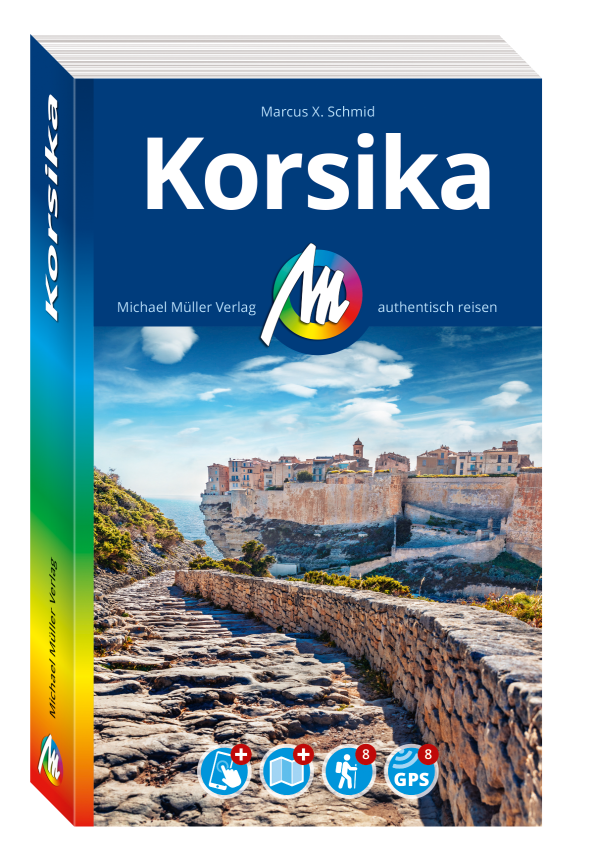 Marcus X. Schmid
Korsika
Michael Müller Verlag
authentisch reisen
Korsika
Michael Müller Verlag
+
+
8
8
GPS